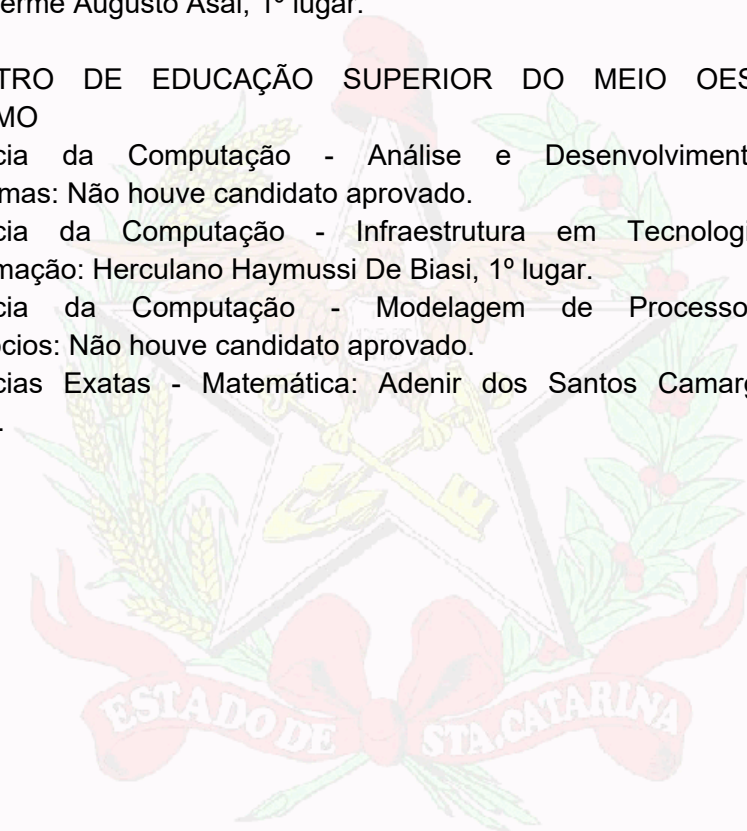 erme Augusto Asai, 1º lugar.
TRO DE EDUCAÇÃO SUPERIOR DO MEIO OES
MO
cia da Computação - Análise e Desenvolviment
mas: Não houve candidato aprovado.
cia da Computação - Infraestrutura em Tecnologi
mação: Herculano Haymussi De Biasi, 1º lugar.
cia da Computação - Modelagem de Processo
cios: Não houve candidato aprovado.
cias Exatas - Matemática: Adenir dos Santos Camarg
.
ESTADO DE STA. CATARINA